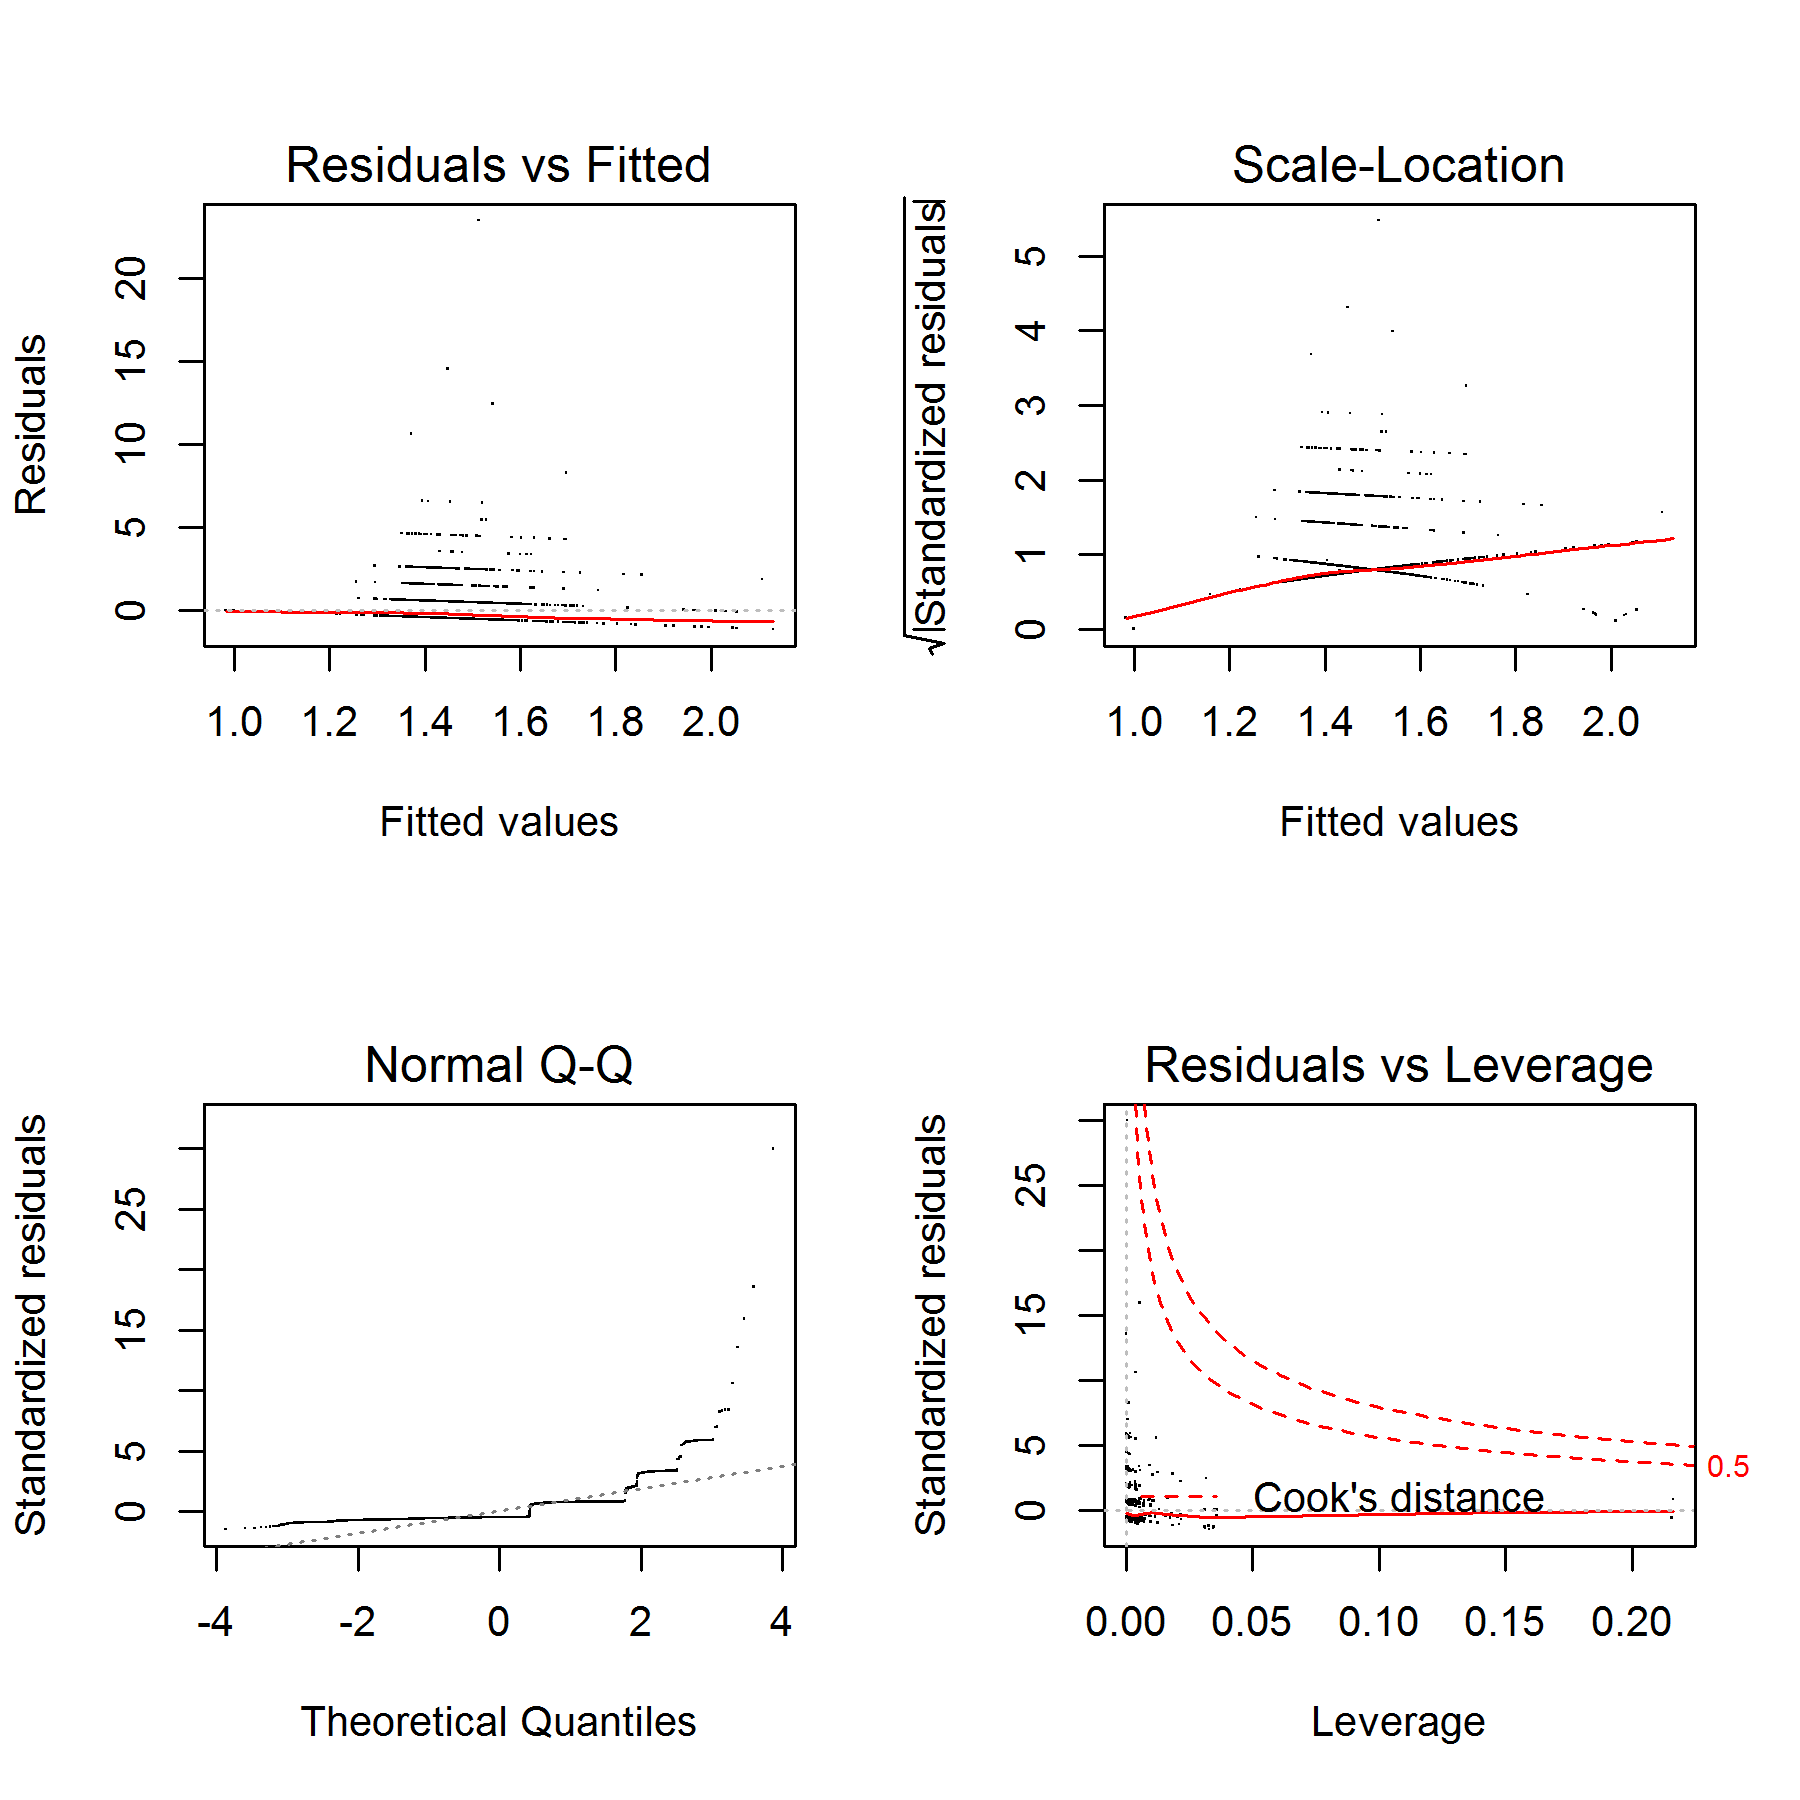 Residuals vs Fitted
Residuals
20
15
10
5
0
1.0 1.2 1.4 1.6 1.8 2.0
Fitted values
Scale-Location
√|Standardized residuals|
5
4
3
2
1
0
1.0 1.2 1.4 1.6 1.8 2.0
Fitted values
Normal Q-Q
Standardized residuals
25
15
5
0
-4 -2 0 2 4
Theoretical Quantiles
Residuals vs Leverage
Standardized residuals
25
15
5
0
0.5
Cook's distance
0.00 0.05 0.10 0.15 0.20
Leverage